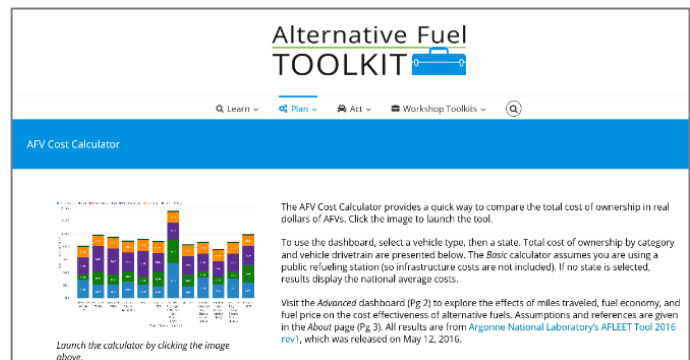 Alternative Fuel
TOOLKIT
Learn
Plan
Act
Workshop Toolkits
AFV Cost Calculator
The AFV Cost Calculator provides a quick way to compare the total cost of ownership in real
dollars of AFVs. Click the image to launch the tool.
To use the dashboard, select a vehicle type, then a state. Total cost of ownership by category
and vehicle drivetrain are presented below. The Basic calculator assumes you are using a
public refueling station (so infrastructure costs are not included). If no state is selected,
results display the national average costs.
Visit the Advanced dashboard (Pg 2) to explore the effects of miles traveled, fuel economy, and
fuel price on the cost effectiveness of alternative fuels. Assumptions and references are given
in the About page (Pg 3). All results are from Argonne National Laboratory's AFLEET Tool 2016
rev1, which was released on May 12, 2016.
Launch the calculator by clicking the image
above.